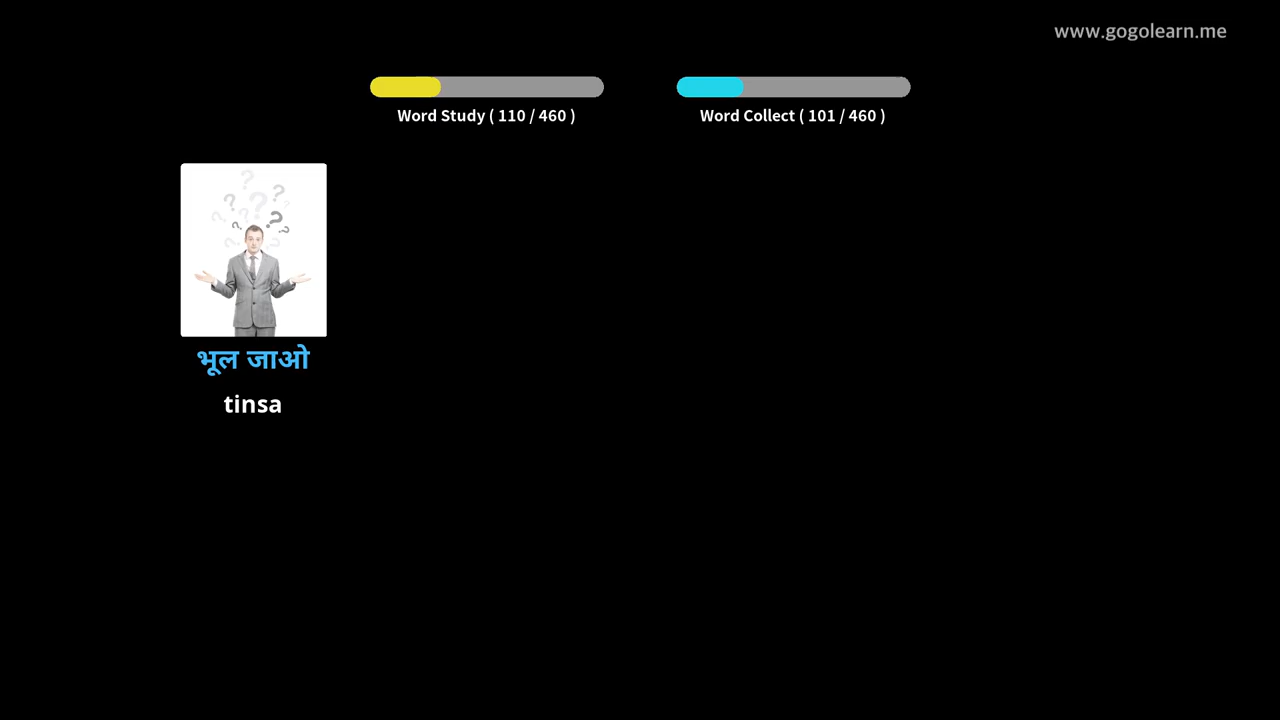 www.gogolearn.me
Word Study ( 110 / 460 )
Word Collect ( 101 / 460 )
भूल जाओ
tinsa